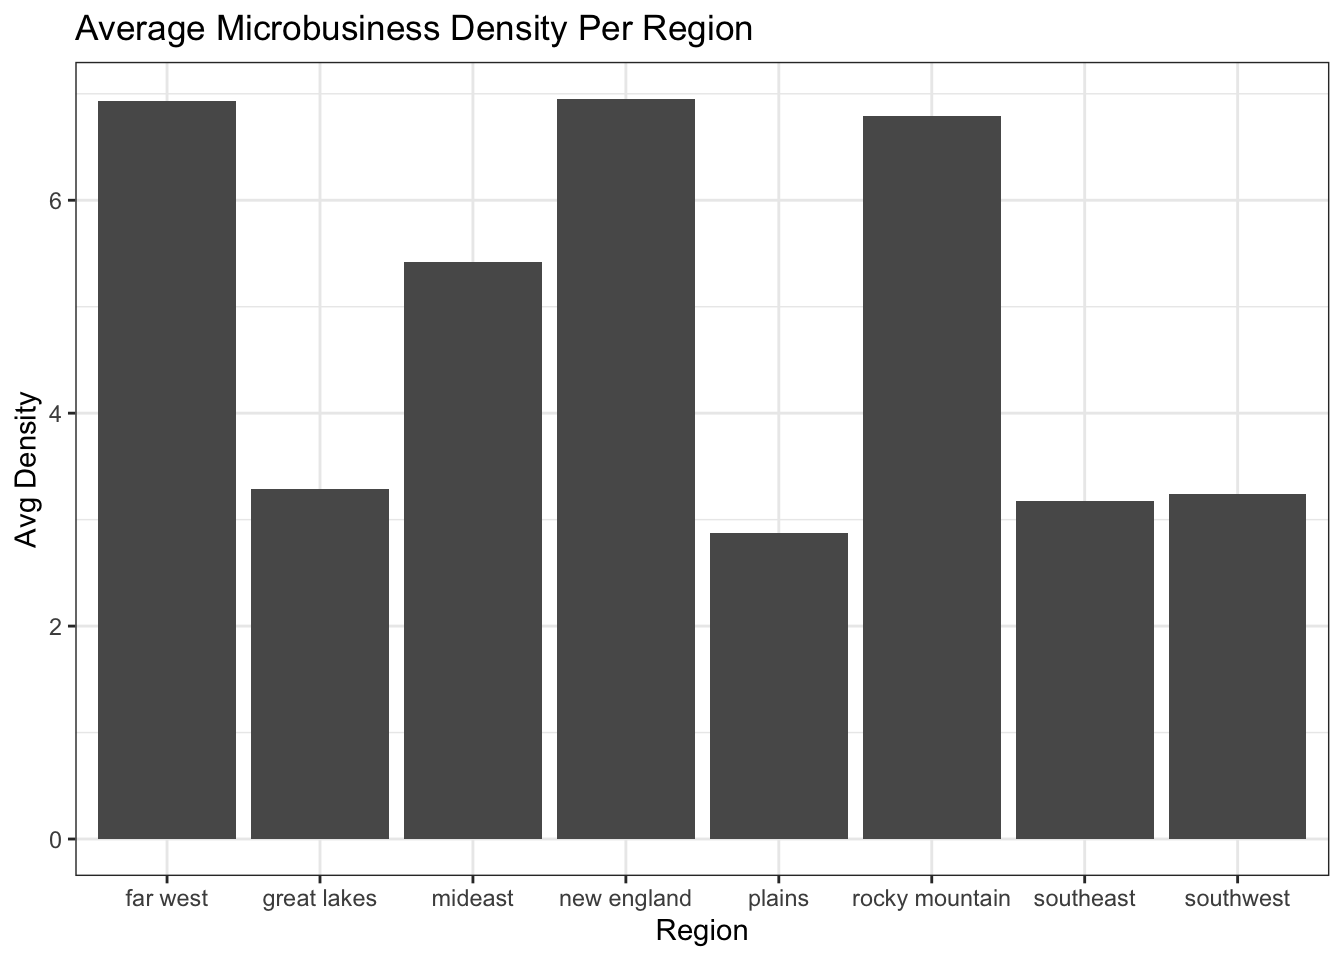 Average Microbusiness Density Per Region
Avg Density
6
4
2
0
far west great lakes mideast new england plains rocky mountain southeast southwest
Region